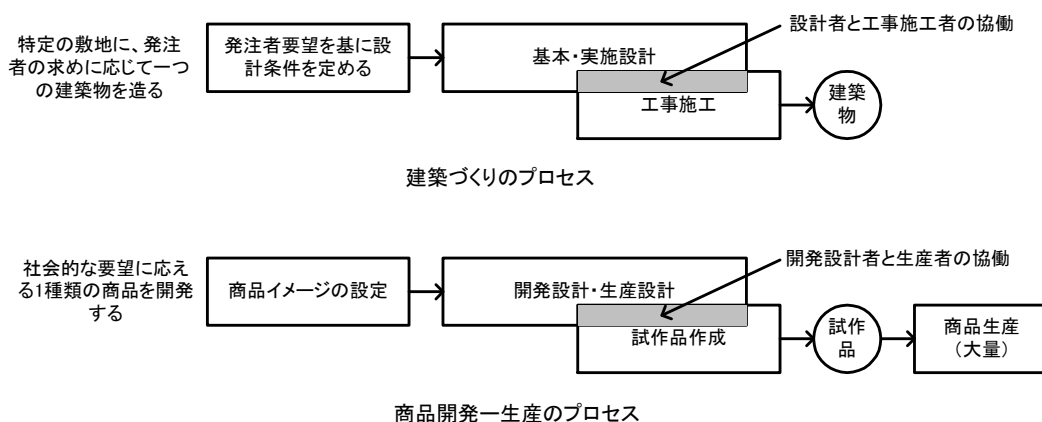 特定の敷地に、発注
者の求めに応じて一つ
の建築物を造る
発注者要望を基に設
計条件を定める
基本・実施設計
工事施工
設計者と工事施工者の協働
建築
物
建築づくりのプロセス
社会的な要望に応え
る1種類の商品を開発
する
商品イメージの設定
開発設計・生産設計
試作品作成
開発設計者と生産者の協働
試作
品
商品生産
（大量）
商品開発ー生産のプロセス